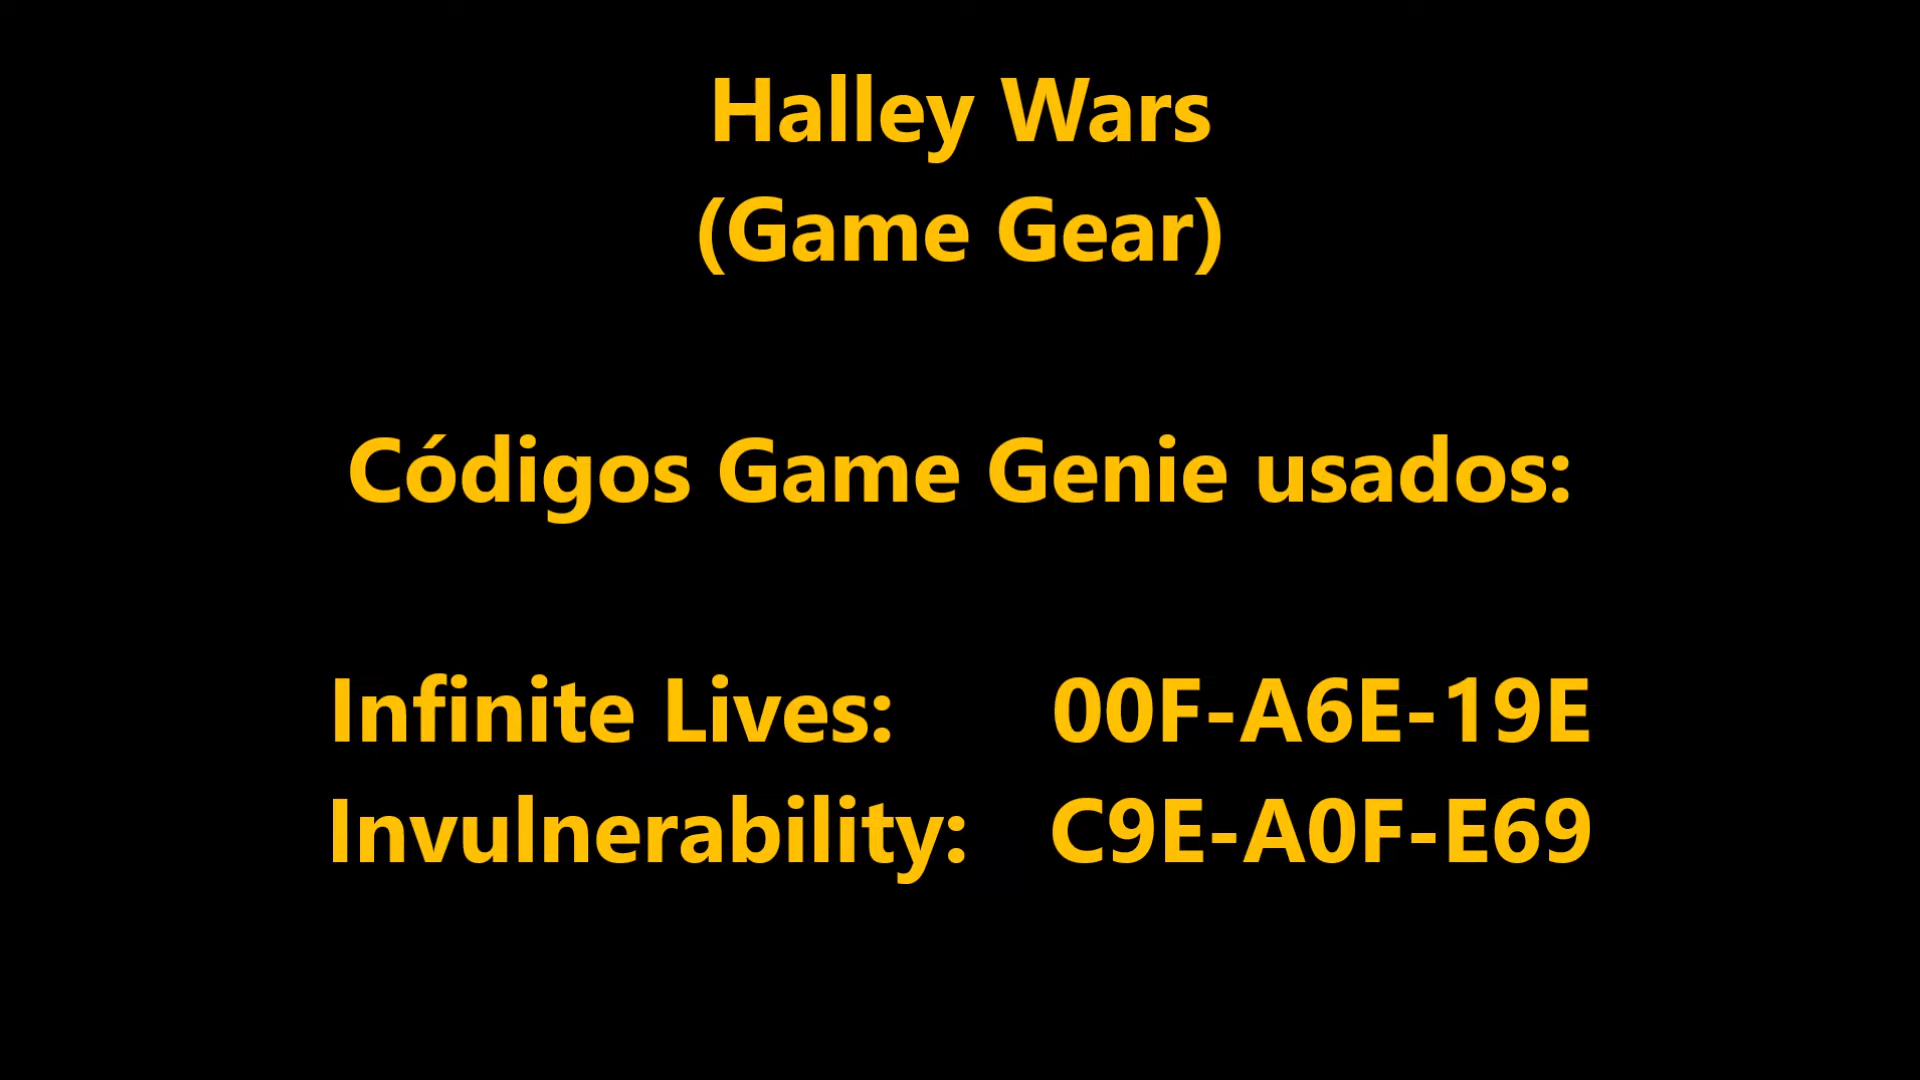 Halley Wars
(Game Gear)
Códigos Game Genie usados:
Infinite Lives: 00F-A6E-19E
Invulnerability: C9E-A0F-E69